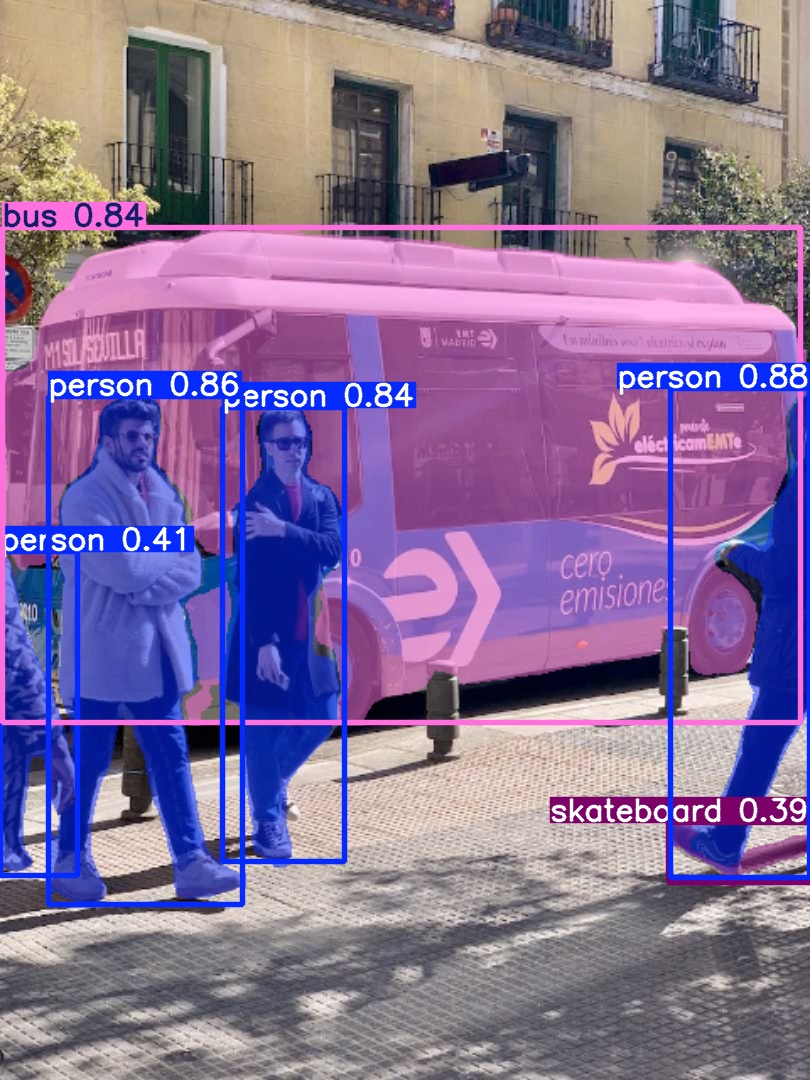 bus 0.84
M1 SOL/SEVILLA
EMT
MADRID
person 0.86
person 0.84
person 0.88
eléctricamEMTe
person 0.41
0
cero
emisiones
skateboard 0.39